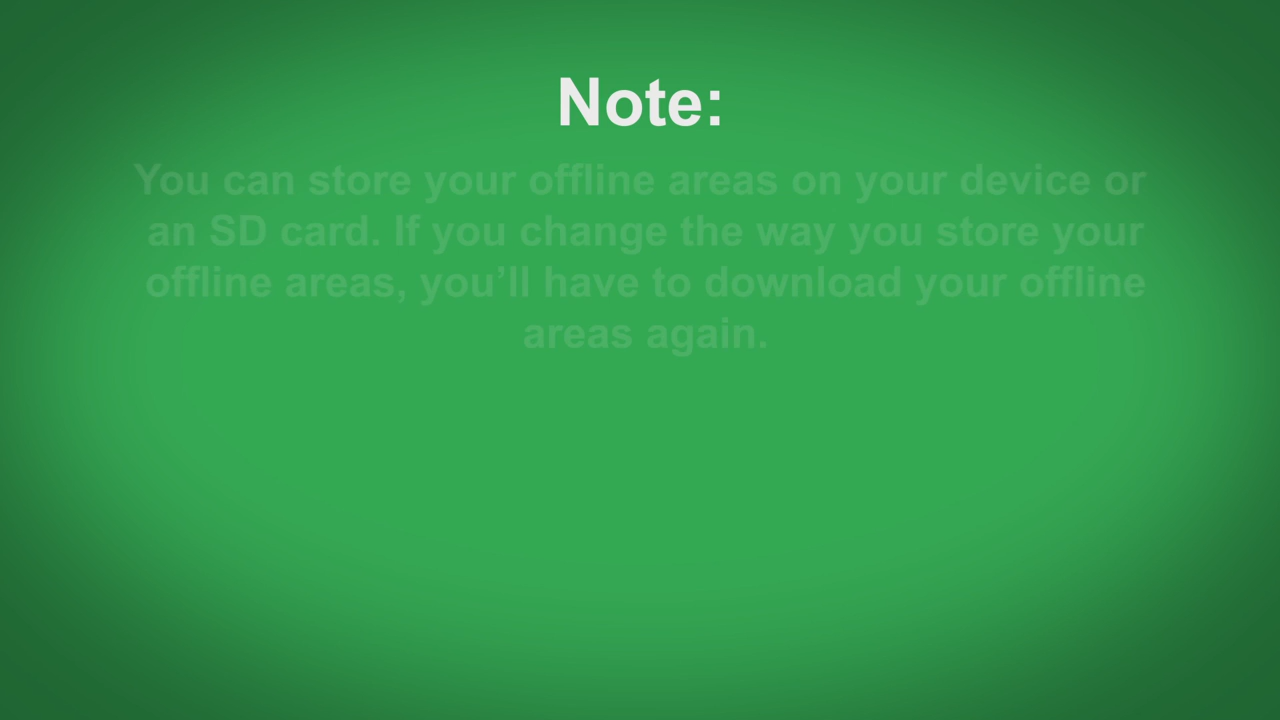 Note:
You can store your offline areas on your device or
an SD card. If you change the way you store your
offline areas, you’ll have to download your offline
areas again.